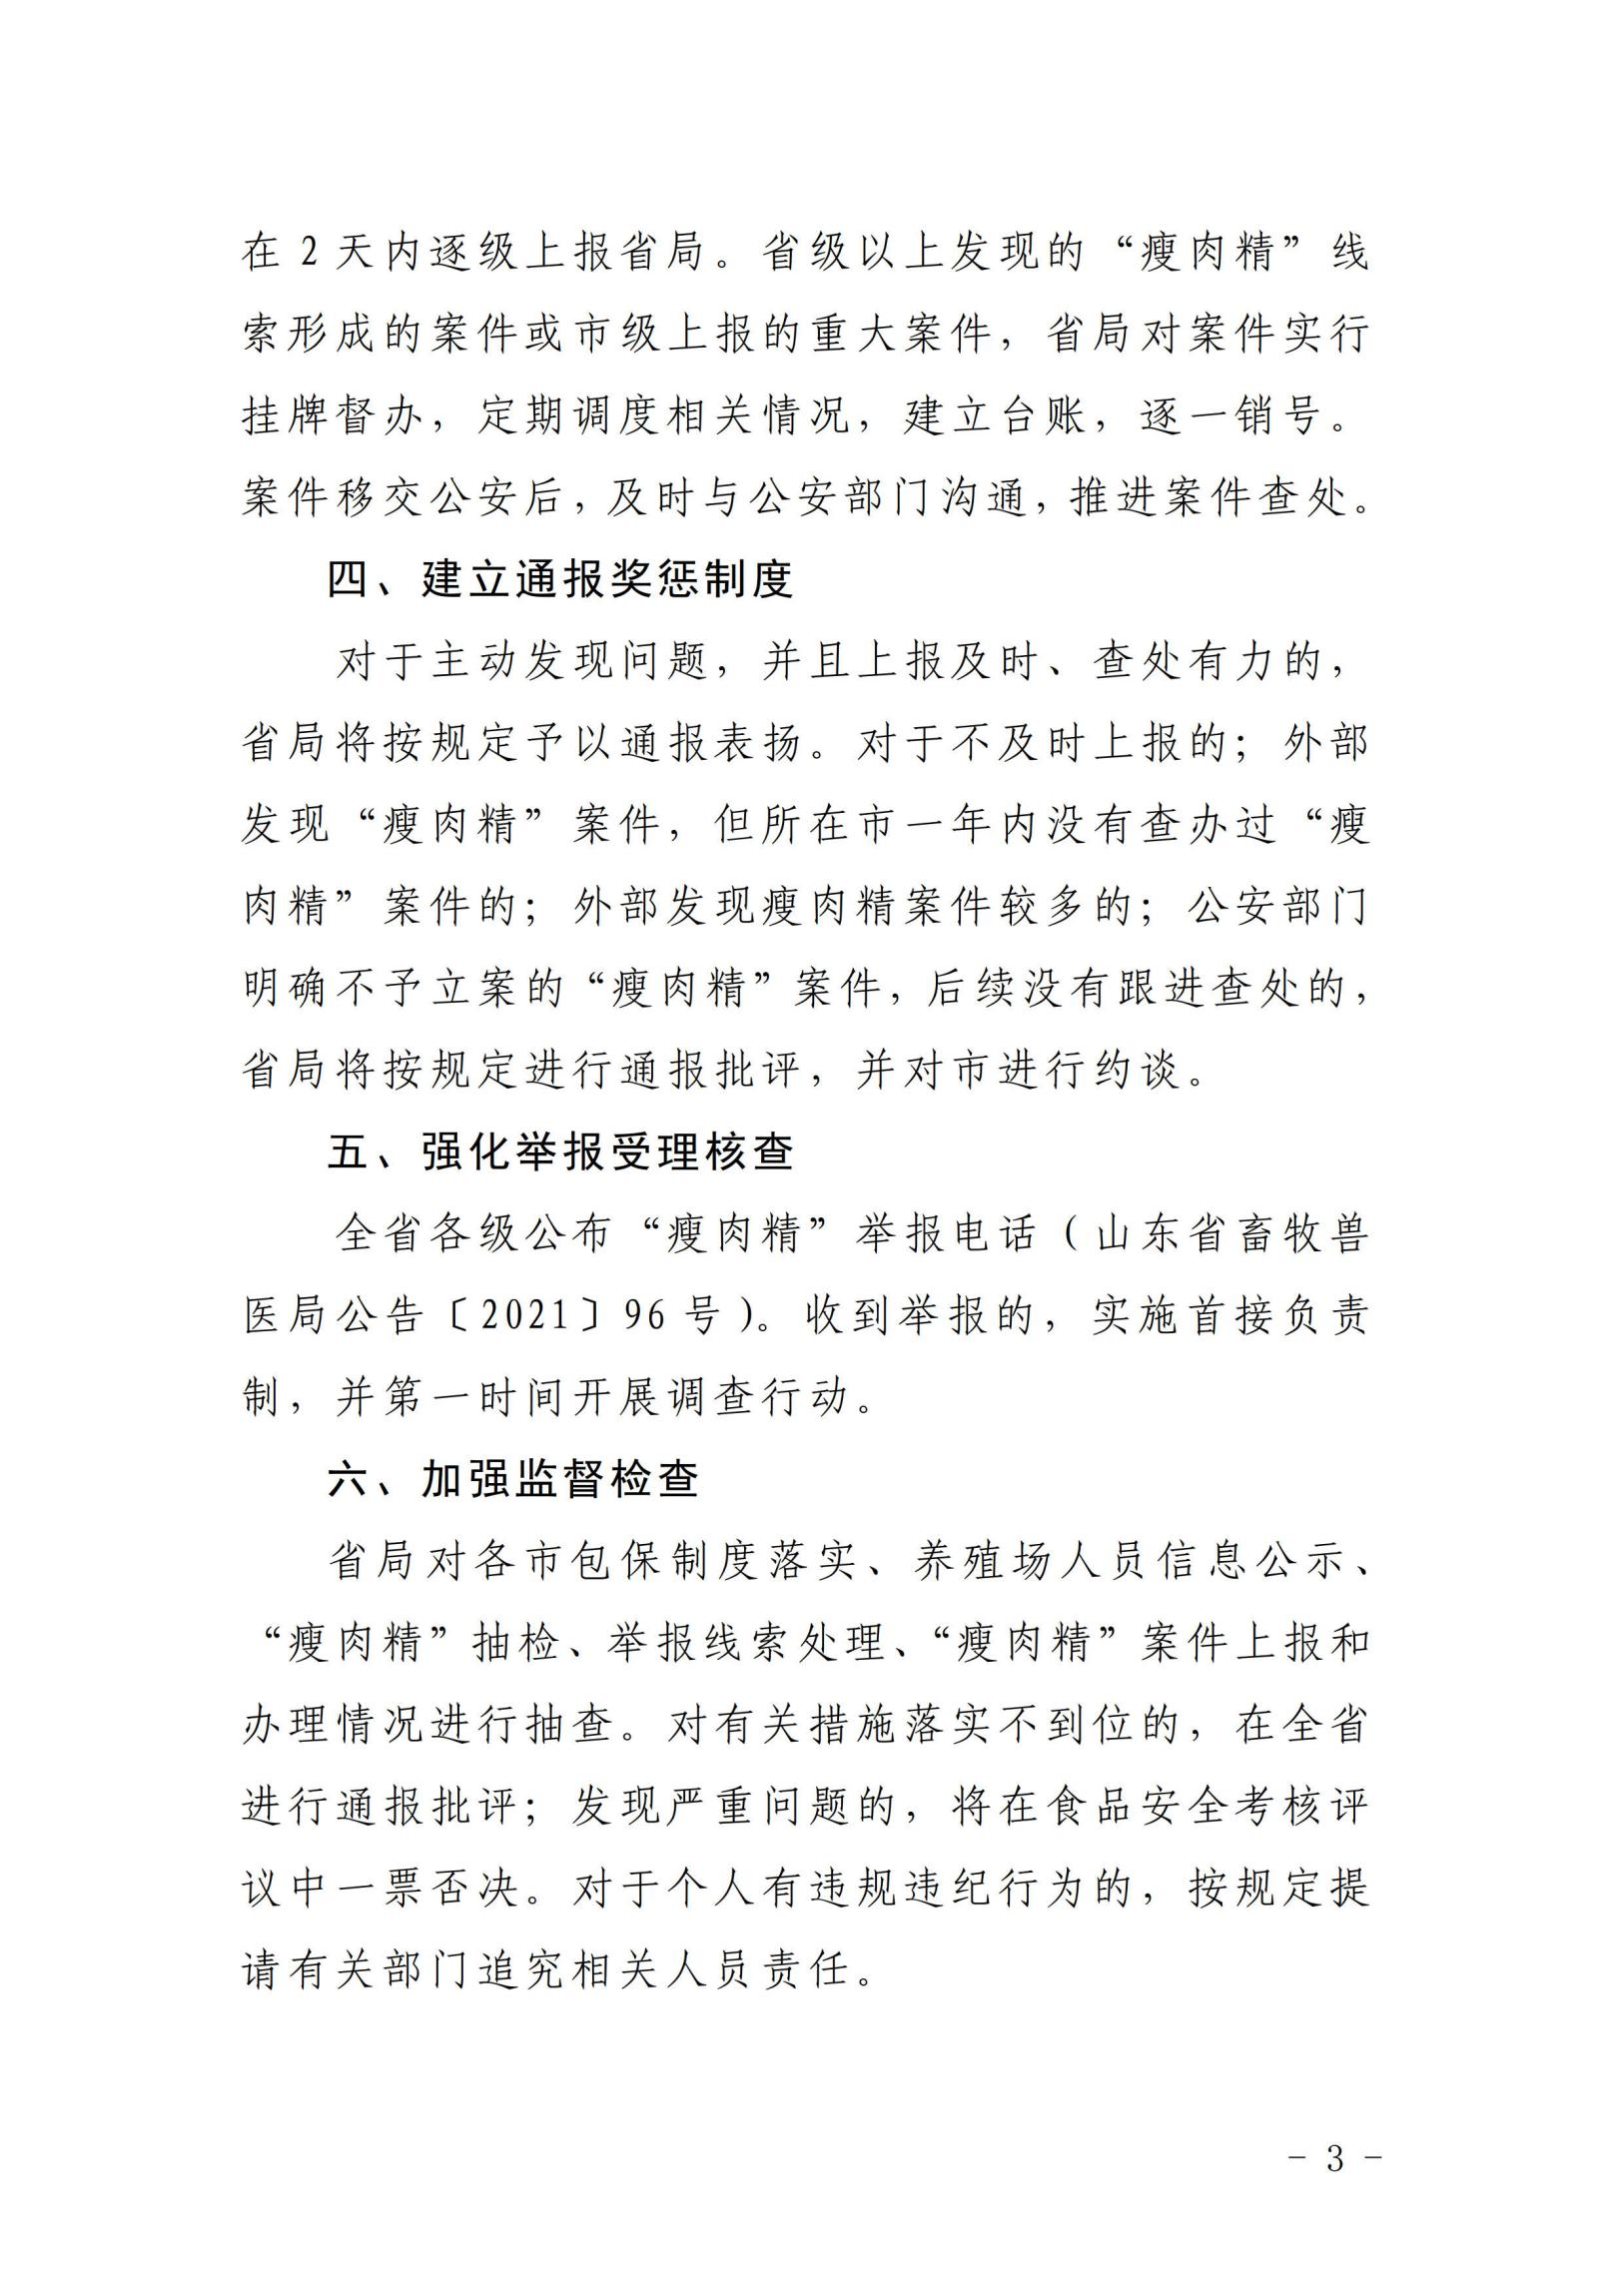 在 2 天内逐级上报省局。省级以上发现的“瘦肉精”线
索形成的案件或市级上报的重大案件，省局对案件实行
挂牌督办，定期调度相关情况，建立台账，逐一销号。
案件移交公安后，及时与公安部门沟通，推进案件查处。
四、建立通报奖惩制度
对于主动发现问题，并且上报及时、查处有力的，
省局将按规定予以通报表扬。对于不及时上报的；外部
发现“瘦肉精”案件，但所在市一年内没有查办过“瘦
肉精”案件的；外部发现瘦肉精案件较多的；公安部门
明确不予立案的“瘦肉精”案件，后续没有跟进查处的，
省局将按规定进行通报批评，并对市进行约谈。
五、强化举报受理核查
全省各级公布“瘦肉精”举报电话（山东省畜牧兽
医局公告〔2021〕96 号）。收到举报的，实施首接负责
制，并第一时间开展调查行动。
六、加强监督检查
省局对各市包保制度落实、养殖场人员信息公示、
“瘦肉精”抽检、举报线索处理、“瘦肉精”案件上报和
办理情况进行抽查。对有关措施落实不到位的，在全省
进行通报批评；发现严重问题的，将在食品安全考核评
议中一票否决。对于个人有违规违纪行为的，按规定提
请有关部门追究相关人员责任。
- 3 -